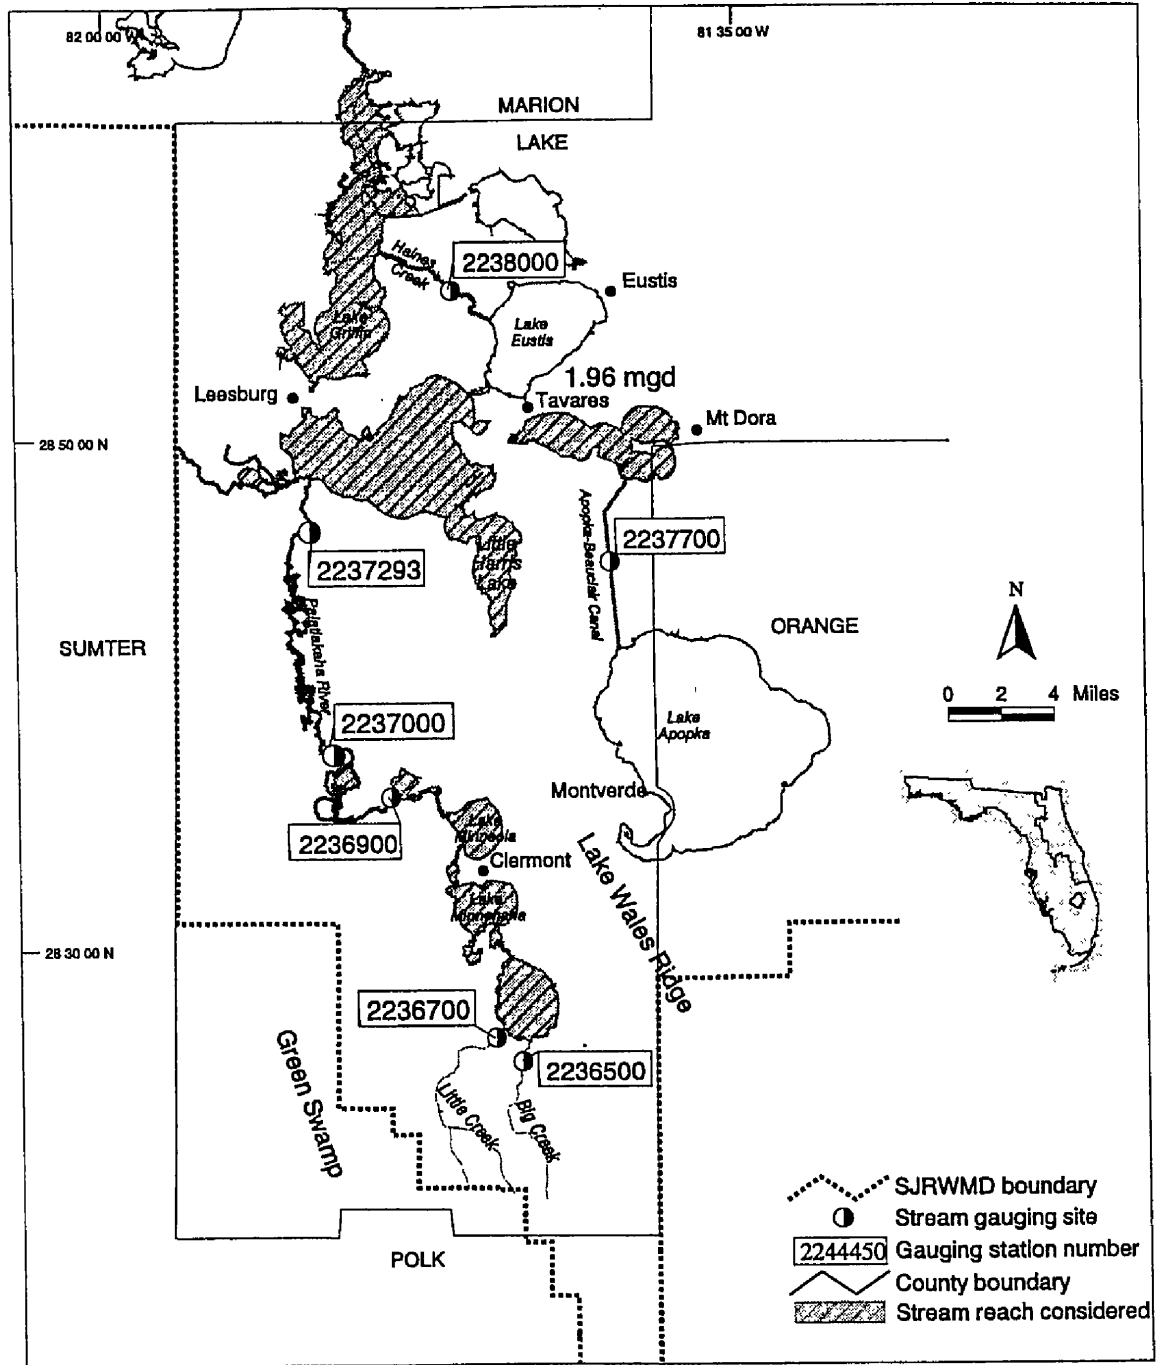 82 00 00 W
81 35 00 W
MARION
LAKE
Haines
Creek
2238000
Eustis
Lake
Griffin
Lake
Eustis
1.96 mgd
Leesburg
Tavares
Mt Dora
28 50 00 N
Apopka-Beauclair Canal
2237700
2237293
Little
Harris
Lake
N
SUMTER
Palatlakaha River
ORANGE
0 2 4 Miles
2237000
Lake
Apopka
Montverde
2236900
Lake
Minneola
Clermont
Lake
Minnehaha
Lake Wales Ridge
28 30 00 N
2236700
2236500
Green Swamp
Little Creek
Big Creek
POLK
SJRWMD boundary
Stream gauging site
2244450 Gauging station number
County boundary
Stream reach considered